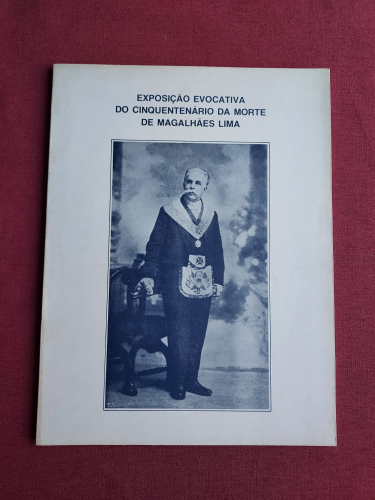 EXPOSIÇÃO EVOCATIVA
DO CINQUENTENÁRIO DA MORTE
DE MAGALHÃES LIMA